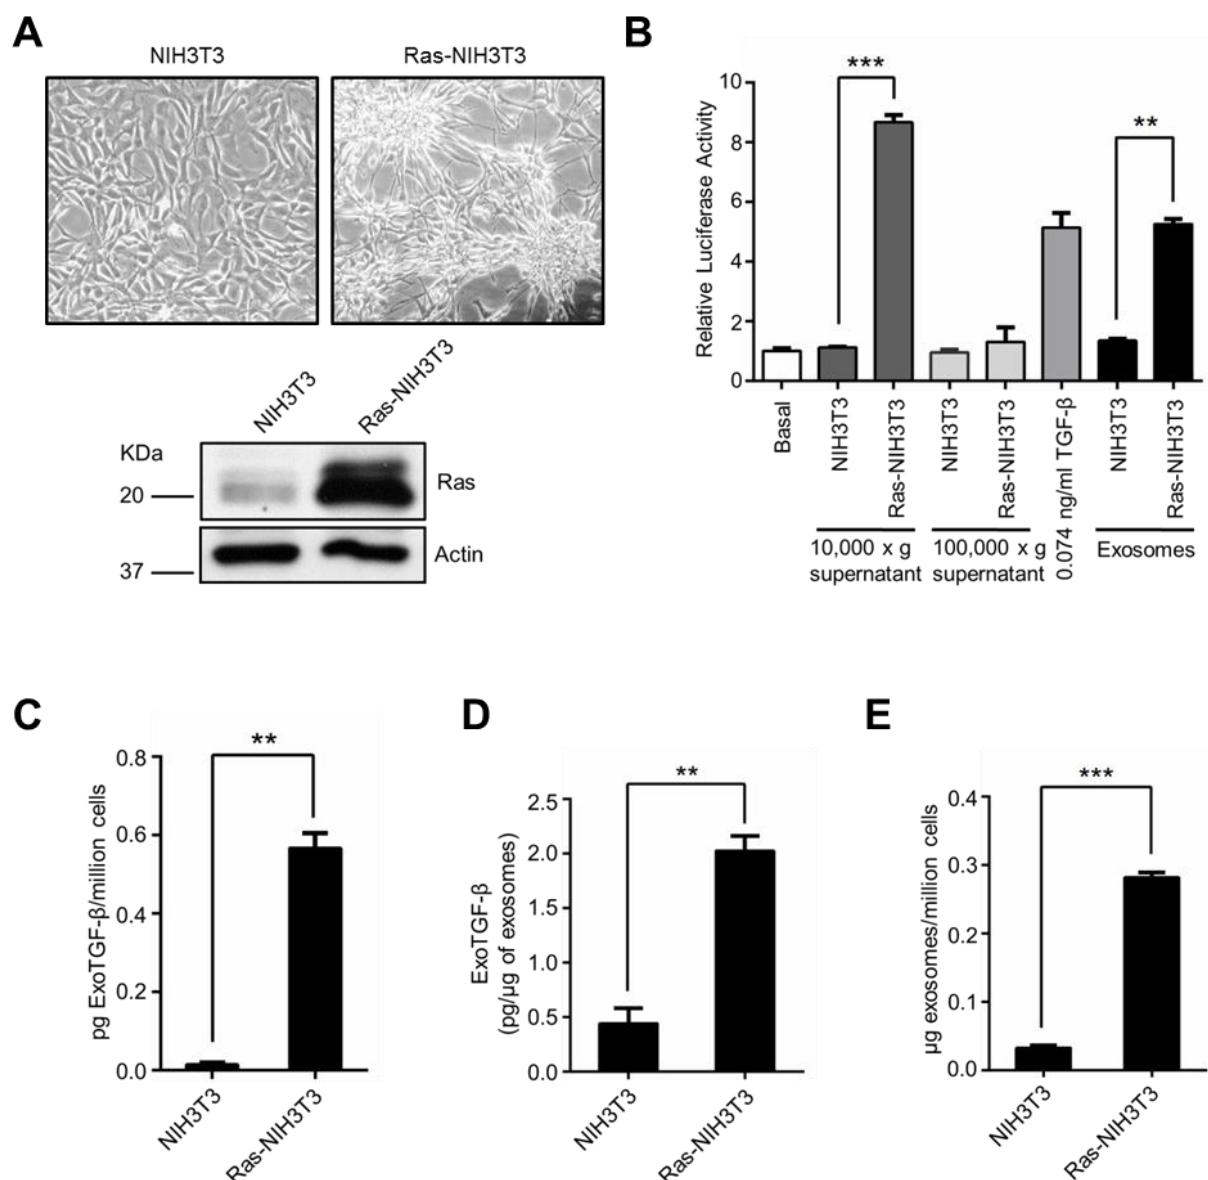 A
NIH3T3
Ras-NIH3T3
NIH3T3
Ras-NIH3T3
KDa
20
Ras
37
Actin
B
Relative Luciferase Activity
10
8
6
4
2
0
***
**
Basal
NIH3T3
Ras-NIH3T3
NIH3T3
Ras-NIH3T3
0.074 ng/ml TGF-β
NIH3T3
Ras-NIH3T3
10,000 x g
supernatant
100,000 x g
supernatant
Exosomes
C
pg ExoTGF-β/million cells
0.8
0.6
0.4
0.2
0.0
**
NIH3T3
Ras-NIH3T3
D
ExoTGF-β
(pg/µg of exosomes)
2.5
2.0
1.5
1.0
0.5
0.0
**
NIH3T3
Ras-NIH3T3
E
µg exosomes/million cells
0.4
0.3
0.2
0.1
0.0
***
NIH3T3
Ras-NIH3T3